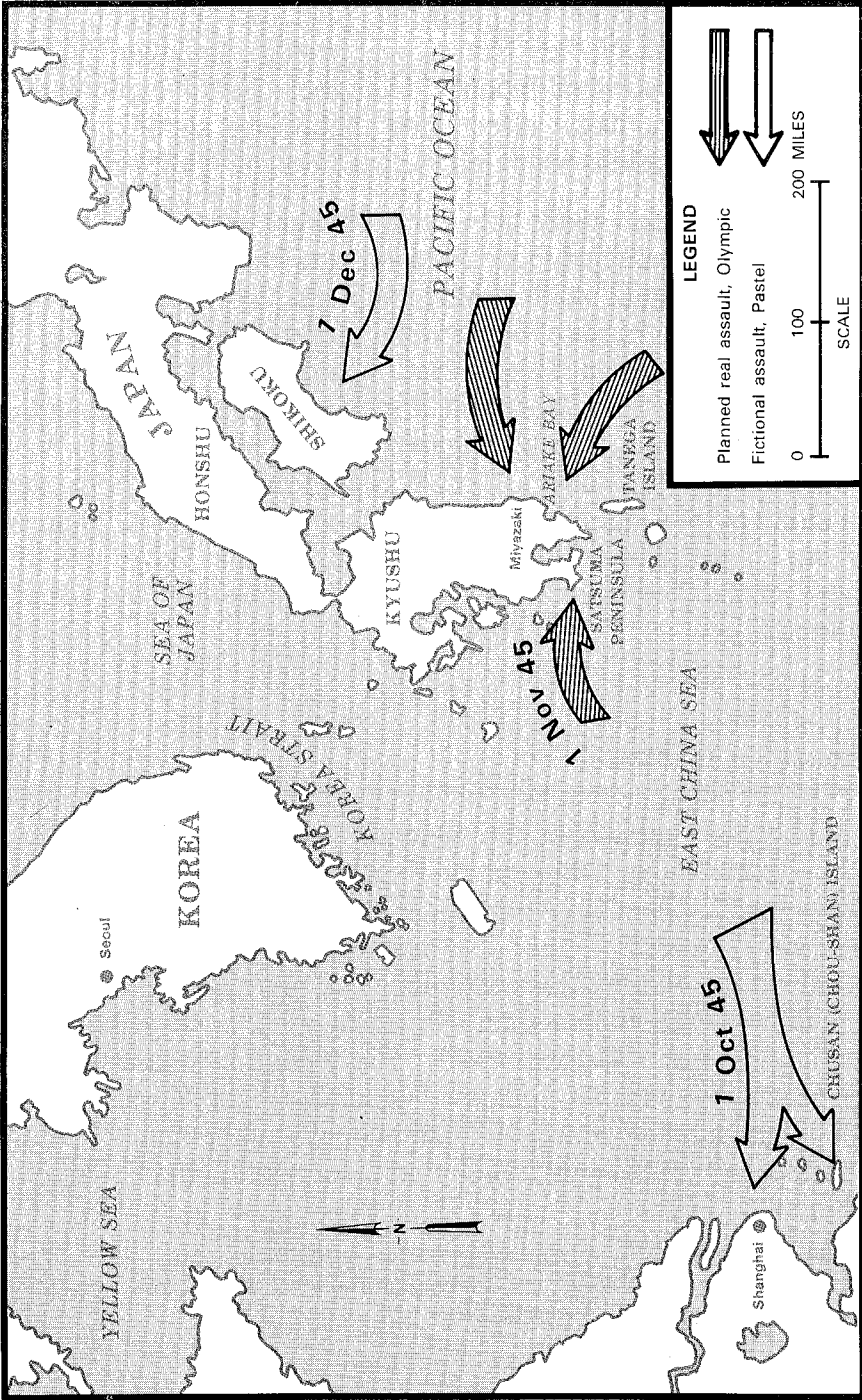 YELLOW SEA
Seoul
KOREA
KOREA STRAIT
SEA OF
JAPAN
JAPAN
HONSHU
SHIKOKU
KYUSHU
Miyazaki
ARIAKE BAY
SATSUMA
PENINSULA
TANEGA
ISLAND
PACIFIC OCEAN
1 Dec 45
1 Nov 45
EAST CHINA SEA
1 Oct 45
CHUSAN (CHOU-SHAN) ISLAND
Shanghai
N
LEGEND
Planned real assault, Olympic
Fictional assault, Pastel
0 100 200 MILES
SCALE